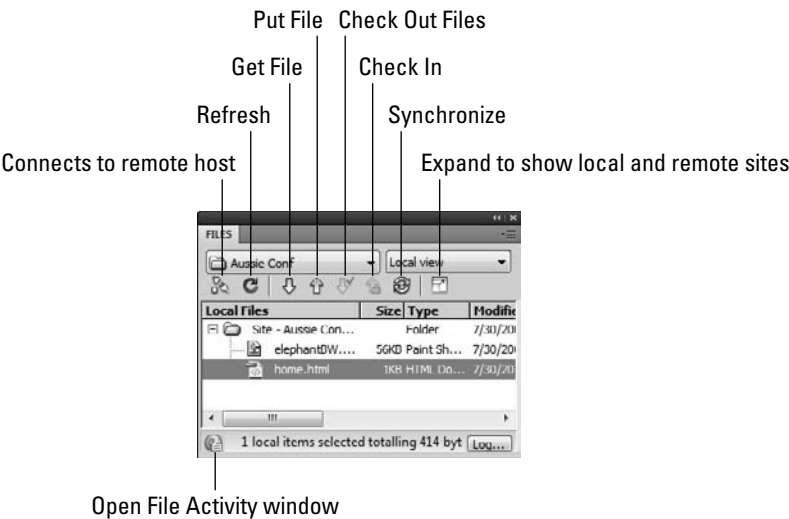 Put File Check Out Files
Get File Check In
Refresh Synchronize
Connects to remote host Expand to show local and remote sites
FILES
Aussie Conf Local view
Local Files Size Type Modifie
Site - Aussie Con... Folder 7/30/20
elephantBW.... 56KB Paint Sh... 7/30/20
home.html 1KB HTML Do... 7/30/20
1 local items selected totalling 414 byt Log...
Open File Activity window